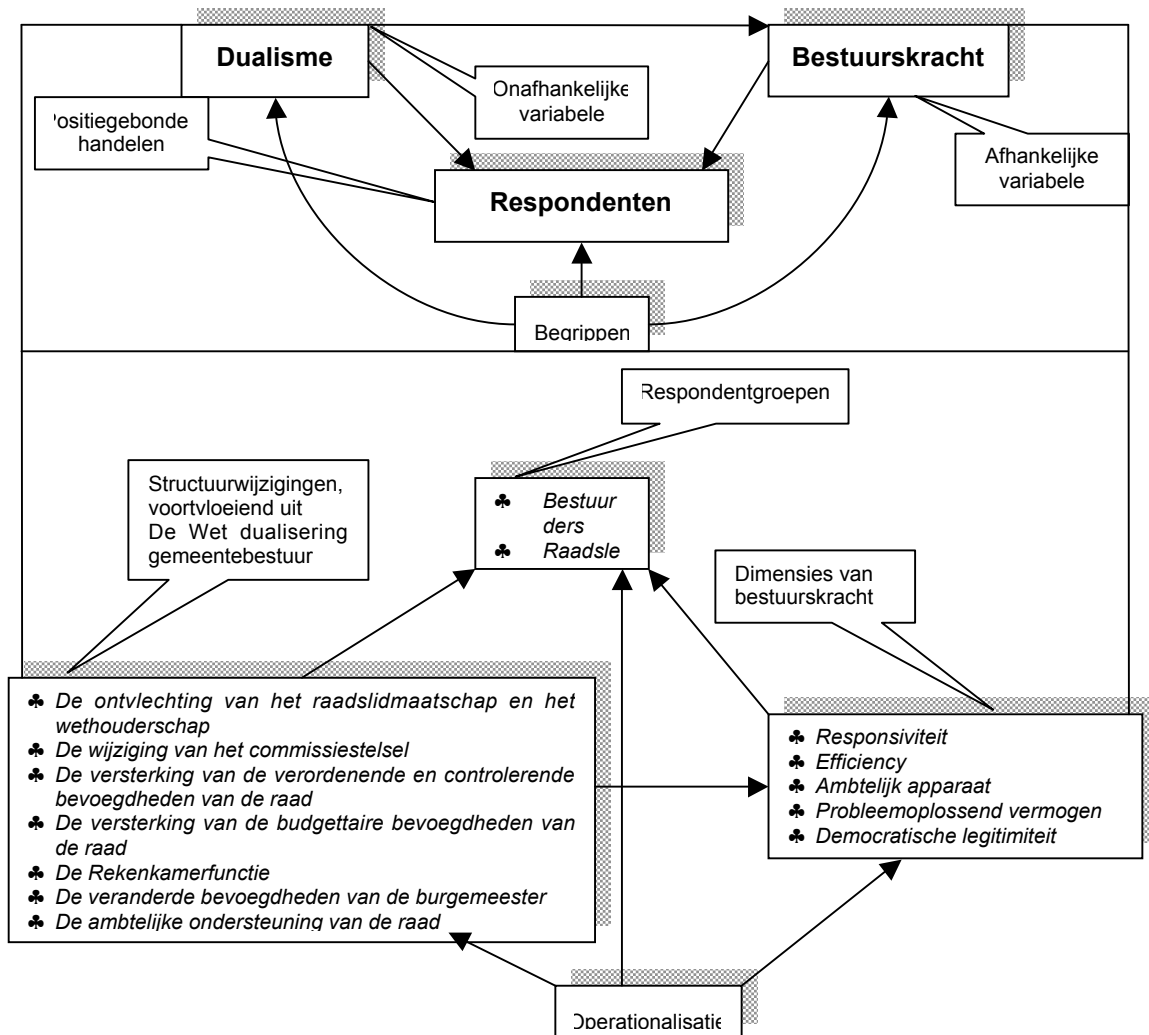 Dualisme
Bestuurskracht
Onafhankelijke
variabele
Positiegebonde
handelen
Afhankelijke
variabele
Respondenten
Begrippen
Respondentgroepen
Structuurwijzigingen,
voortvloeiend uit
De Wet dualisering
gemeentebestuur
♣ Bestuur
ders
♣ Raadsle
Dimensies van
bestuurskracht
♣ De ontvlechting van het raadslidmaatschap en het
wethouderschap
♣ De wijziging van het commissiestelsel
♣ De versterking van de verordenende en controlerende
bevoegdheden van de raad
♣ De versterking van de budgettaire bevoegdheden van
de raad
♣ De Rekenkamerfunctie
♣ De veranderde bevoegdheden van de burgemeester
♣ De ambtelijke ondersteuning van de raad
♣ Responsiviteit
♣ Efficiency
♣ Ambtelijk apparaat
♣ Probleemoplossend vermogen
♣ Democratische legitimiteit
Operationalisatie